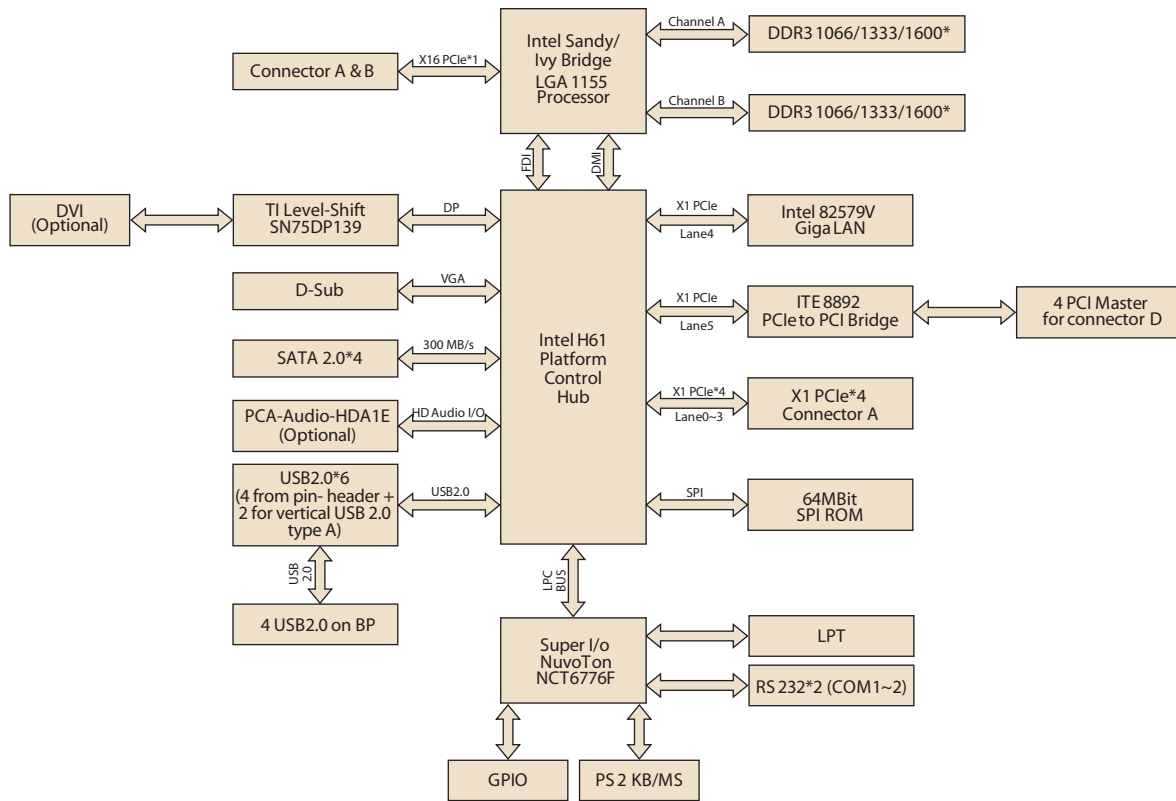 Intel Sandy/
Ivy Bridge
LGA 1155
Processor
Channel A
DDR3 1066/1333/1600*
Channel B
DDR3 1066/1333/1600*
Connector A & B
X16 PCIe*1
FDI
DMI
DVI
(Optional)
TI Level-Shift
SN75DP139
DP
D-Sub
VGA
SATA 2.0*4
300 MB/s
PCA-Audio-HDA1E
(Optional)
HD Audio I/O
USB2.0*6
(4 from pin- header +
2 for vertical USB 2.0
type A)
USB2.0
USB
2.0
4 USB2.0 on BP
Intel H61
Platform
Control
Hub
X1 PCIe
Lane4
Intel 82579V
Giga LAN
X1 PCIe
Lane5
ITE 8892
PCIe to PCI Bridge
4 PCI Master
for connector D
X1 PCIe*4
Lane0~3
X1 PCIe*4
Connector A
SPI
64MBit
SPI ROM
LPC
BUS
Super I/o
NuvoTon
NCT6776F
LPT
RS 232*2 (COM1~2)
GPIO
PS 2 KB/MS